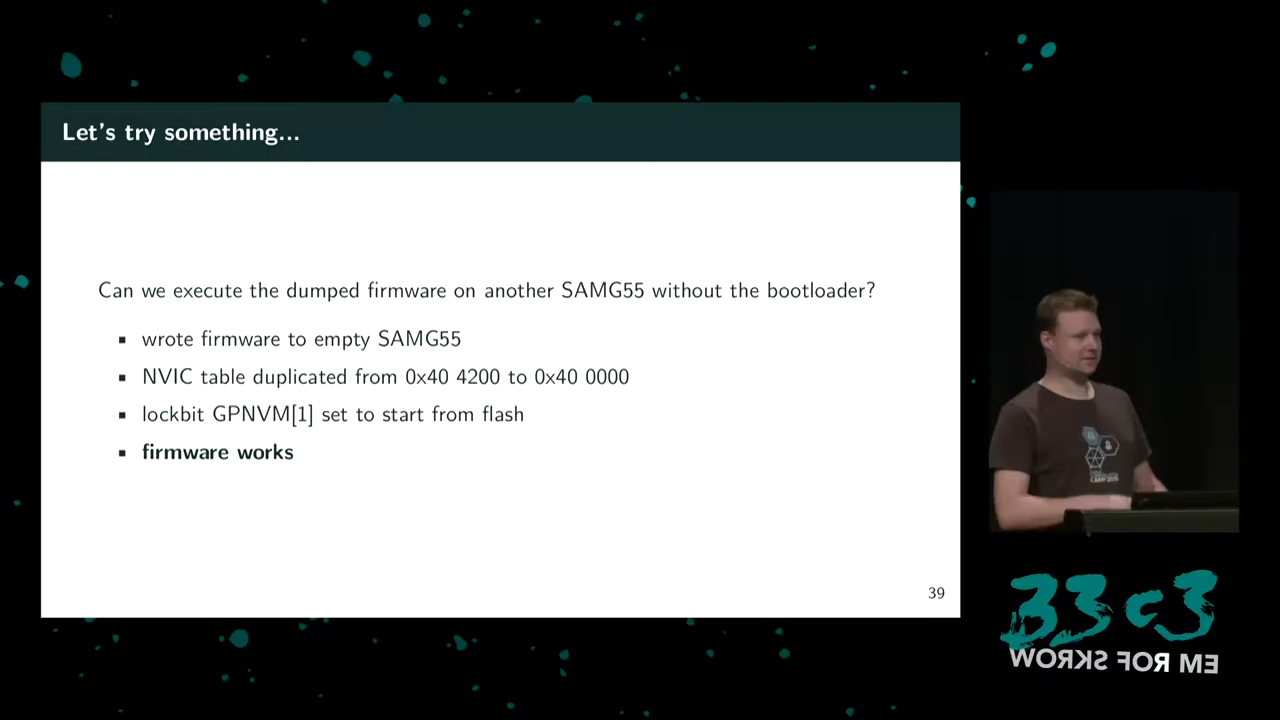 Let's try something...
Can we execute the dumped firmware on another SAMG55 without the bootloader?
▪ wrote firmware to empty SAMG55
▪ NVIC table duplicated from 0x40 4200 to 0x40 0000
▪ lockbit GPNVM[1] set to start from flash
▪ firmware works
39
33c3
WORKS FOR ME